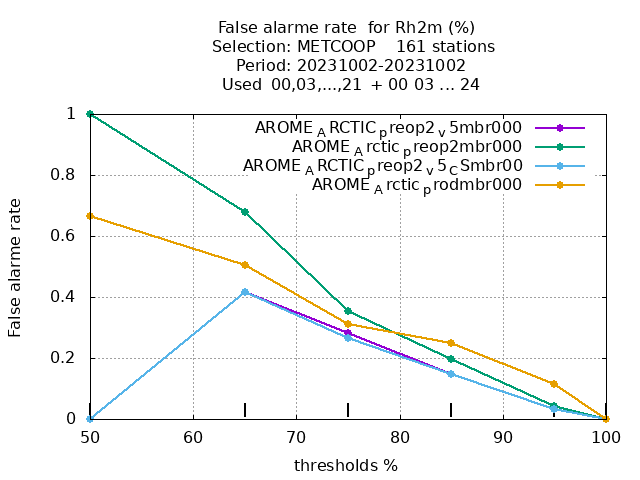 False alarme rate for Rh2m (%)
Selection: METCOOP 161 stations
Period: 20231002-20231002
Used 00,03,...,21 + 00 03 ... 24
AROME_ARCTIC_preop2_v5mbr000
AROME_Arctic_preop2mbr000
AROME_ARCTIC_preop2_v5_CSmbr00
AROME_Arctic_prodmbr000
1
0.8
0.6
0.4
0.2
0
False alarme rate
50 60 70 80 90 100
thresholds %